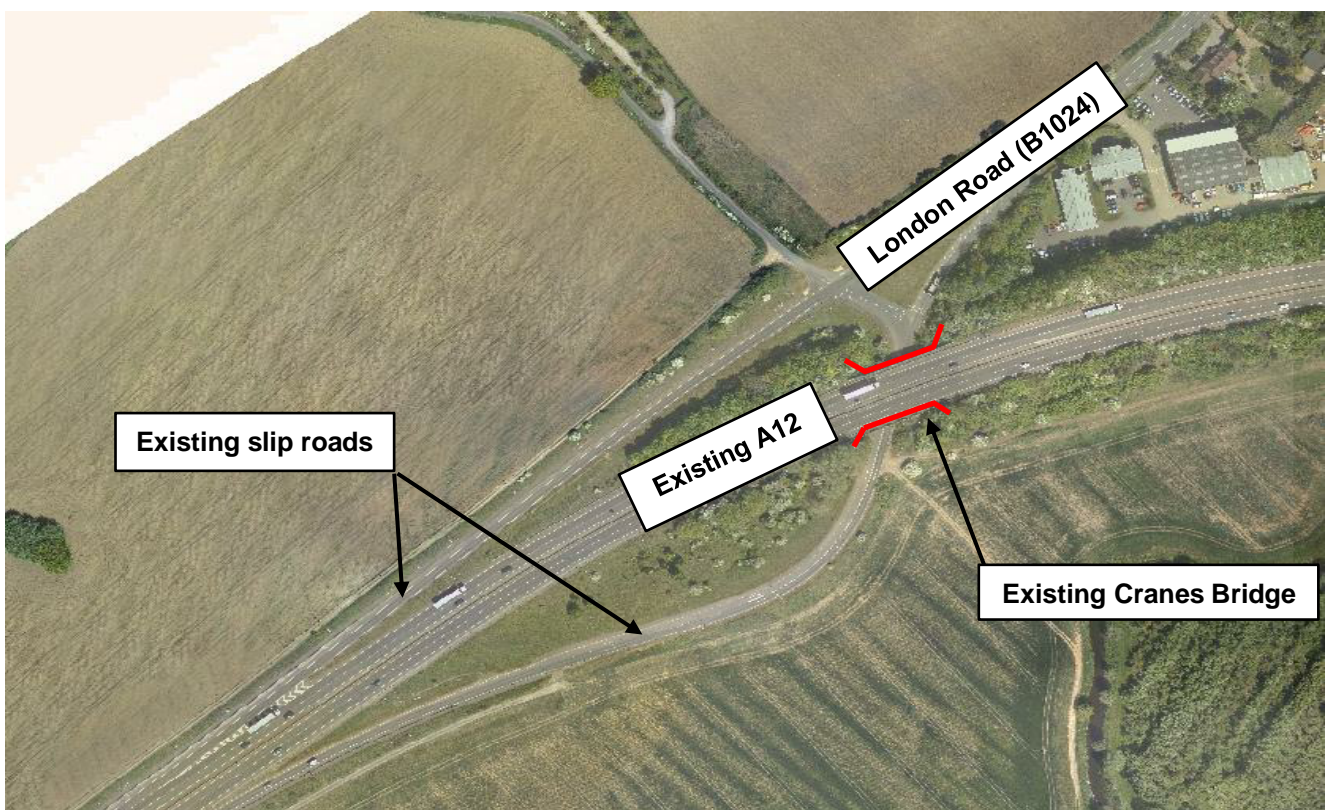 London Road (B1024)
Existing slip roads
Existing A12
Existing Cranes Bridge